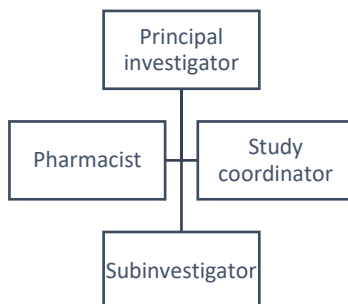 Principal
investigator
Pharmacist
Study
coordinator
Subinvestigator